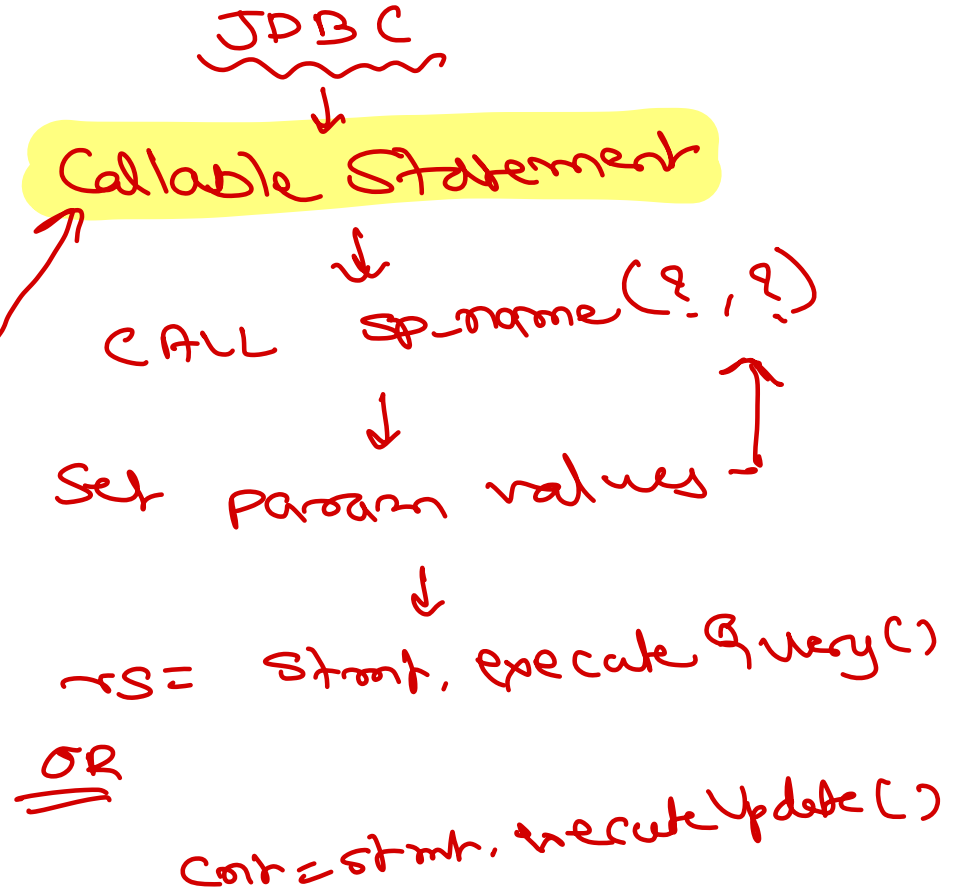 JDBC
Callable Statement
CALL sp_name(?, ?)
Set param values
rs= stmt.executeQuery()
OR
cnt=stmt.executeUpdate()